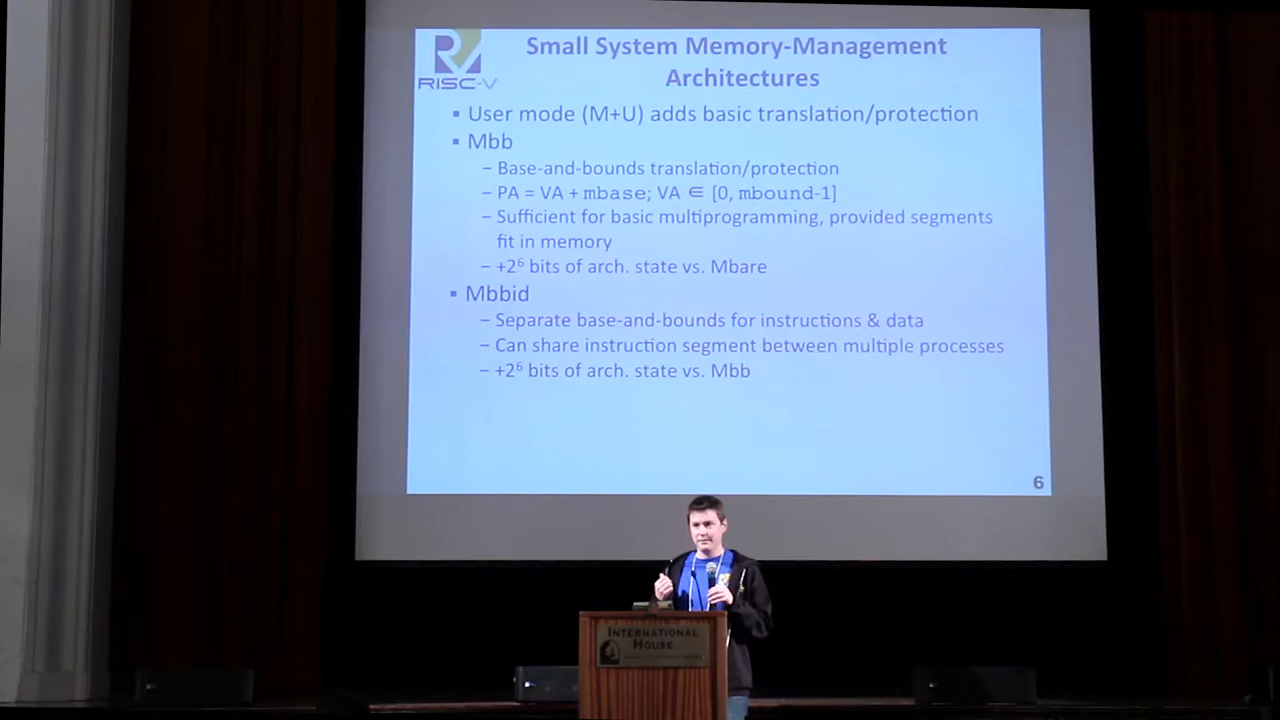 RISC-V
Small System Memory-Management
Architectures
▪ User mode (M+U) adds basic translation/protection
▪ Mbb
– Base-and-bounds translation/protection
– PA = VA + mbase; VA ∈ [0, mbound-1]
– Sufficient for basic multiprogramming, provided segments
fit in memory
– +2⁶ bits of arch. state vs. Mbare
▪ Mbbid
– Separate base-and-bounds for instructions & data
– Can share instruction segment between multiple processes
– +2⁶ bits of arch. state vs. Mbb
6
INTERNATIONAL
HOUSE